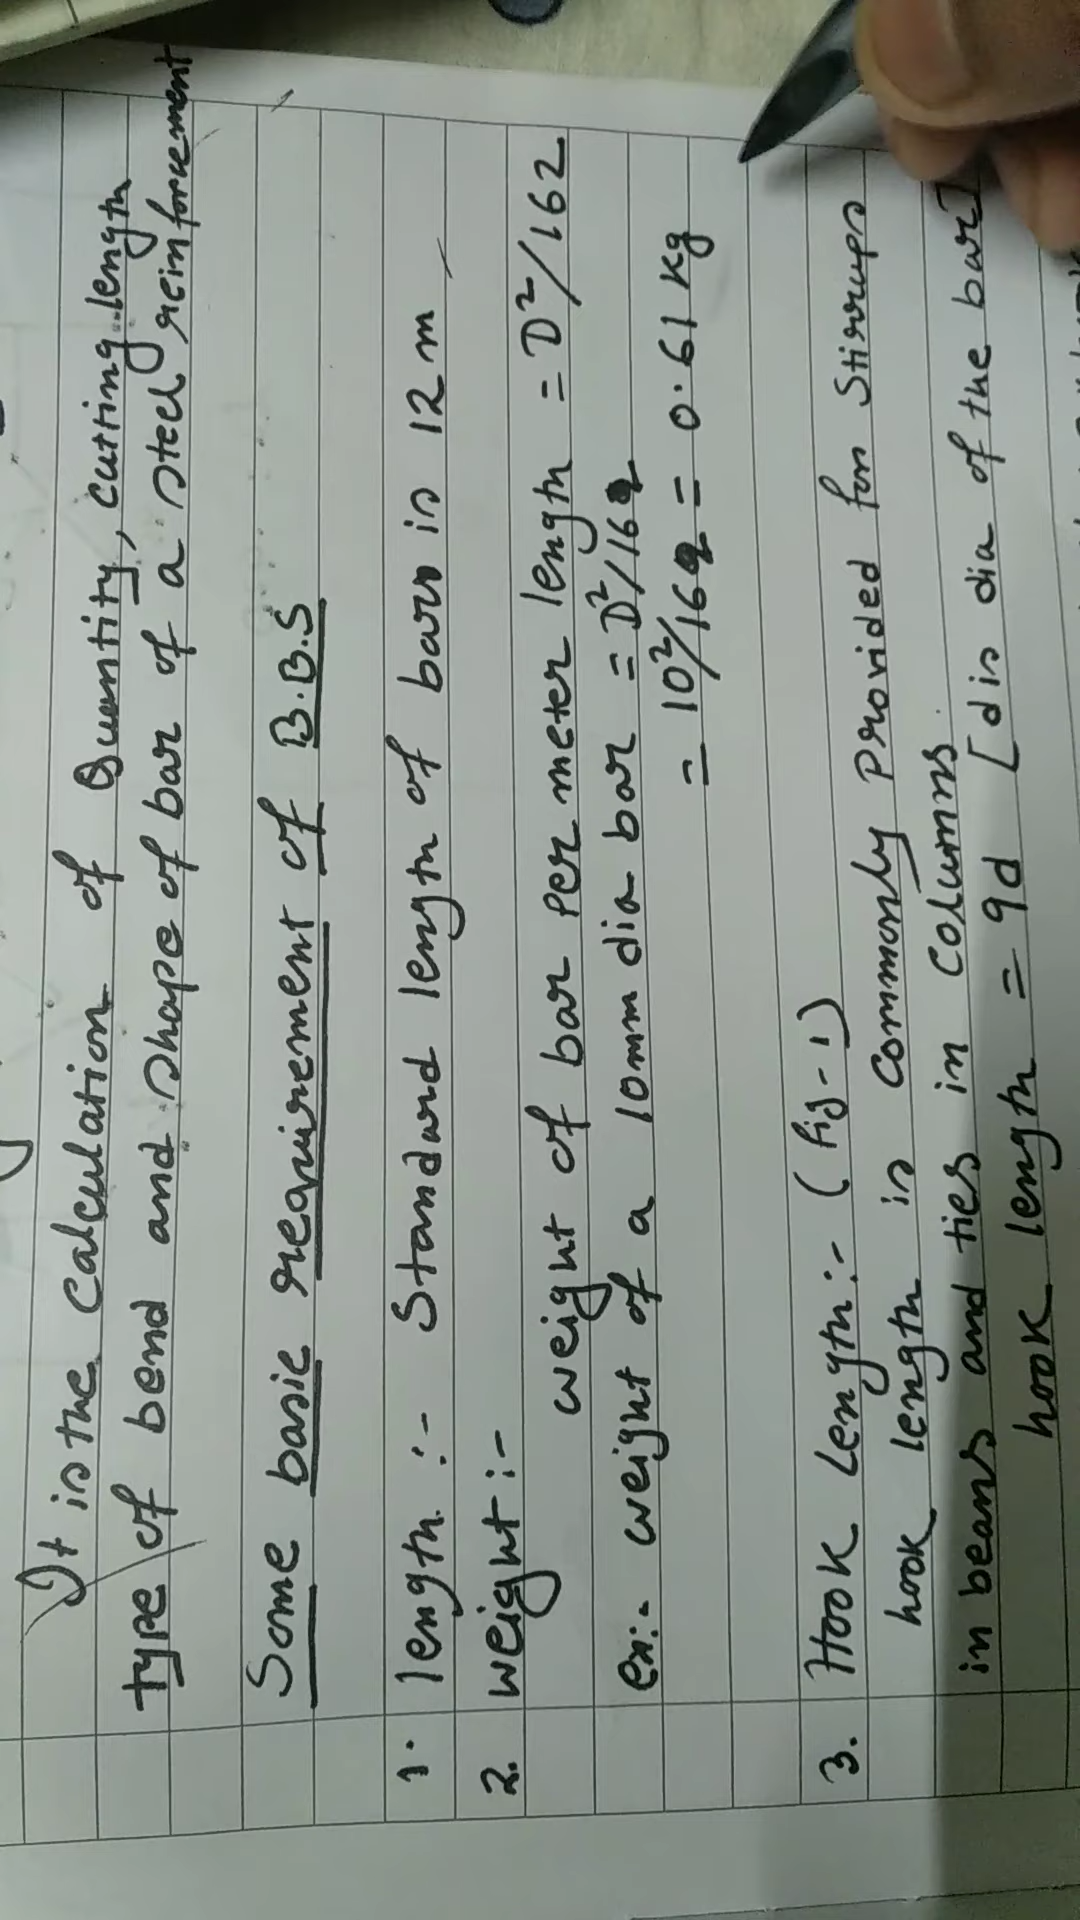 It is the calculation of Quantity, cutting length
type of bend and shape of bar of a steel reinforcement
Some basic requirement of B.B.S
1. length :- Standard length of bars is 12 m
2. weight :-
weight of bar per meter length = D²/162
ex:- weight of a 10mm dia bar = D²/162
= 10²/162 = 0.61 kg
3. Hook Length :- (fig-1)
hook length is commonly provided for Stirrups
in beams and ties in columns.
hook length = 9d [d is dia of the bar]